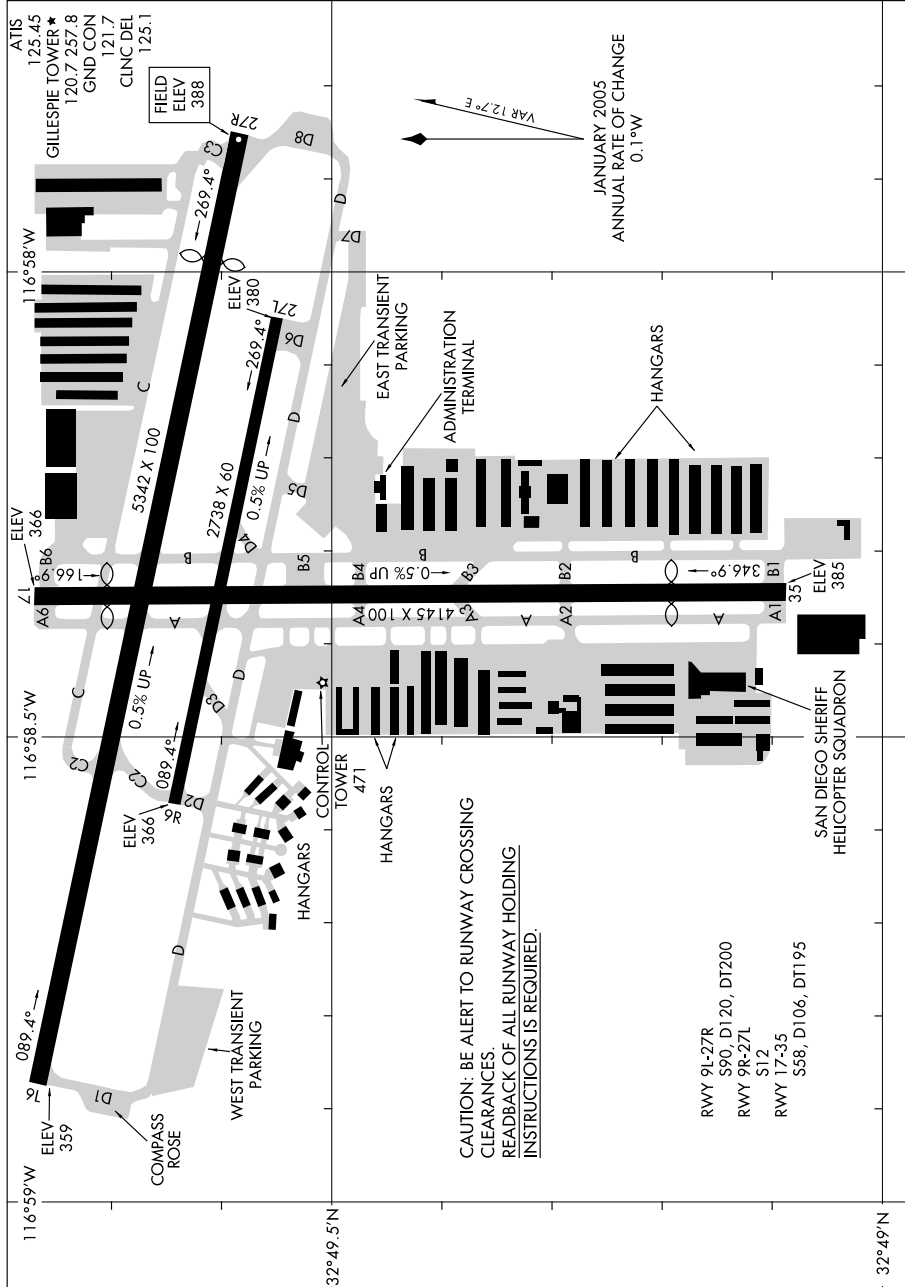 ATIS
125.45
GILLESPIE TOWER★
120.7 257.8
GND CON
121.7
CLNC DEL
125.1
FIELD
ELEV
388
116°59'W
116°58.5'W
116°58'W
ELEV
366
17
A6
B6
166.9°
C
C3
27R
269.4°
D8
D
D7
5342 X 100
ELEV
380
27L
269.4°
D6
D
EAST TRANSIENT
PARKING
2738 X 60
0.5% UP
D5
D4
B
A
B5
ADMINISTRATION
TERMINAL
HANGARS
089.4°
9L
ELEV
359
D1
COMPASS
ROSE
WEST TRANSIENT
PARKING
C
C2
C2
0.5% UP
089.4°
9R
ELEV
366
D2
D3
D
D
HANGARS
CONTROL
TOWER
471
HANGARS
A4
B4
0.5% UP
B
4145 X 100
A3
B3
A
A2
B2
B
346.9°
A
A1
B1
35
ELEV
385
SAN DIEGO SHERIFF
HELICOPTER SQUADRON
VAR 12.7° E
JANUARY 2005
ANNUAL RATE OF CHANGE
0.1°W
CAUTION: BE ALERT TO RUNWAY CROSSING
CLEARANCES.
READBACK OF ALL RUNWAY HOLDING
INSTRUCTIONS IS REQUIRED.
RWY 9L-27R
S90, D120, DT200
RWY 9R-27L
S12
RWY 17-35
S58, D106, DT195
32°49.5'N
32°49'N